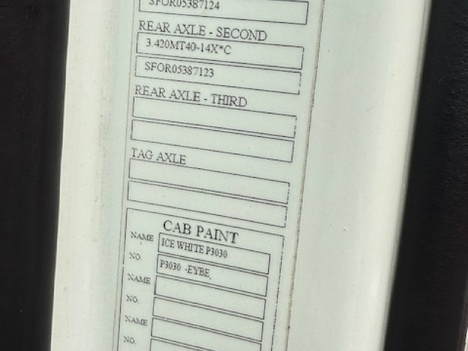 SFOR05387124
REAR AXLE - SECOND
3.420MT40-14X*C
SFOR05387123
REAR AXLE - THIRD
TAG AXLE
CAB PAINT
NAME ICE WHITE P3030
NO. P3030 -EYBE
NAME
NO.
NAME
NO.